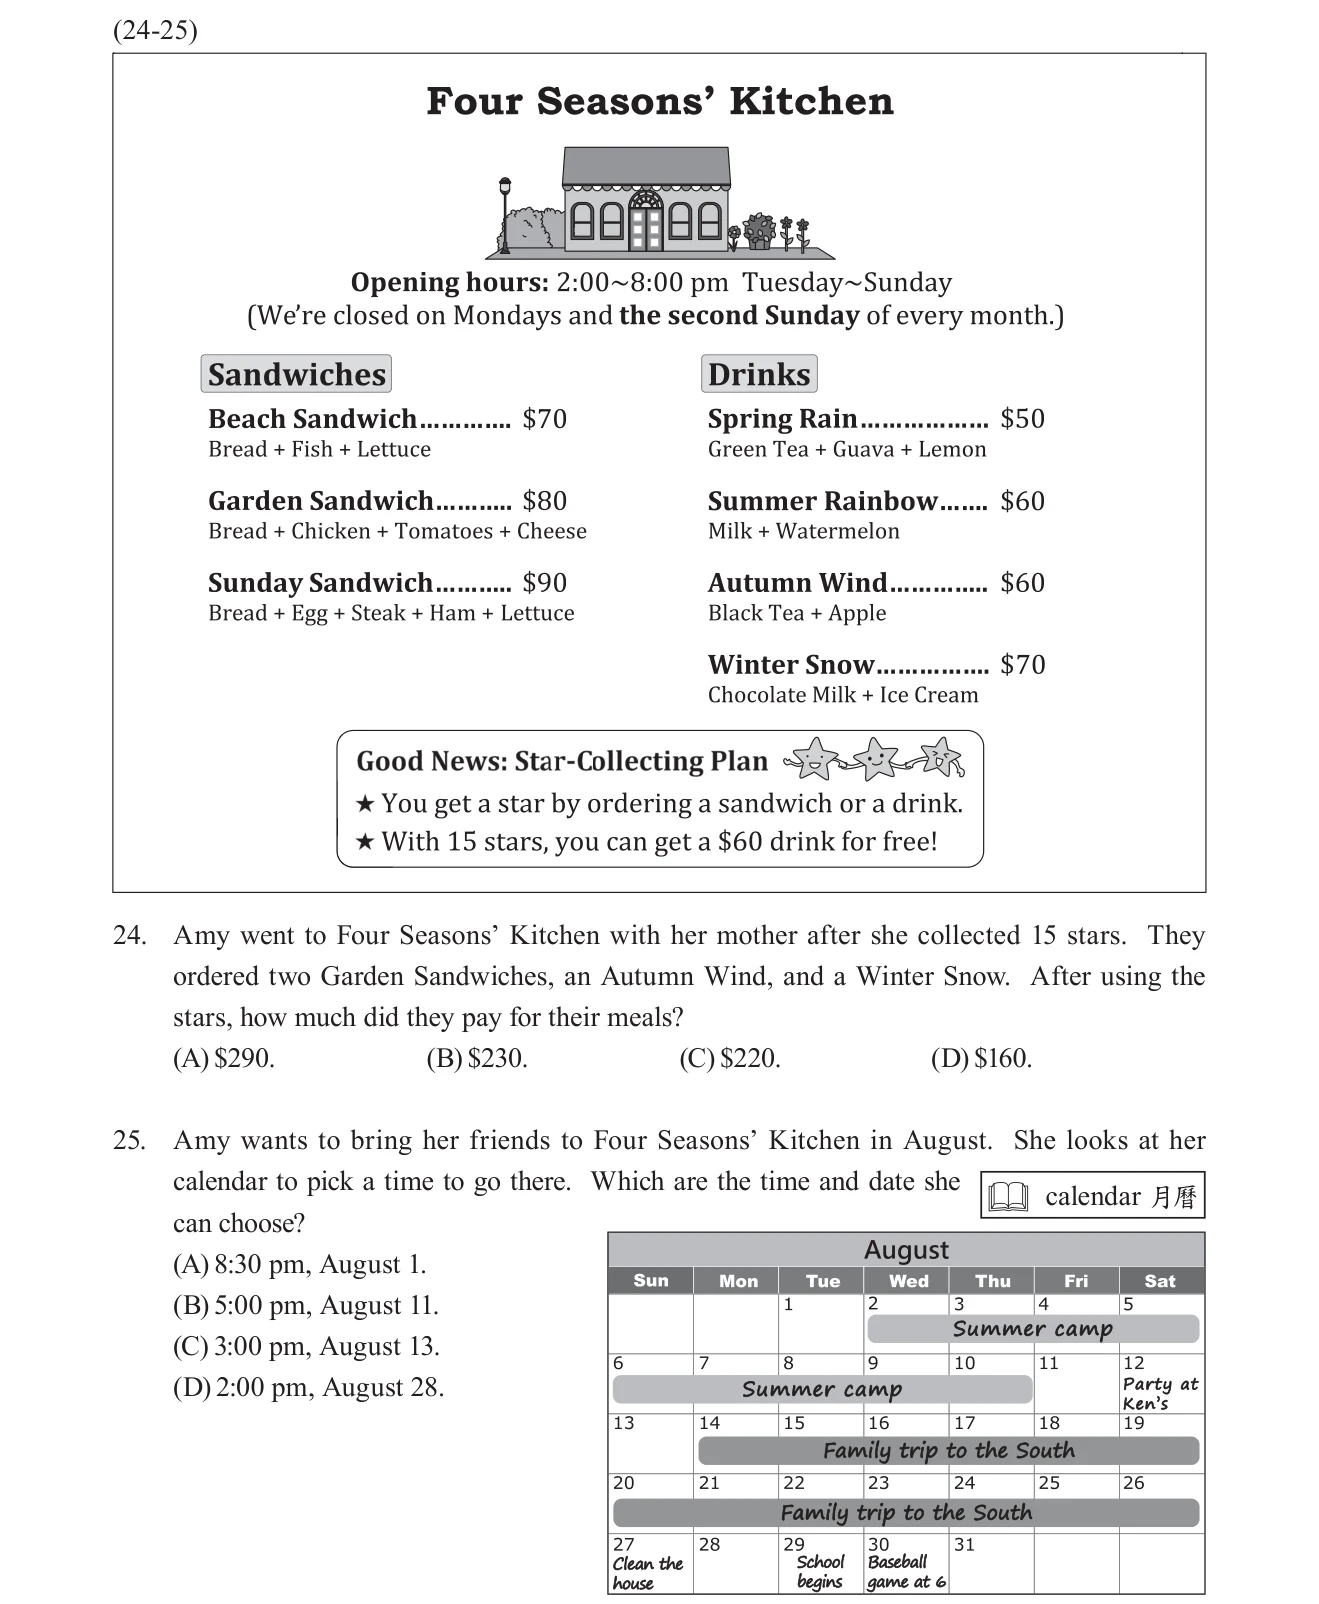 (24-25)
Four Seasons’ Kitchen
Opening hours: 2:00~8:00 pm Tuesday~Sunday
(We’re closed on Mondays and the second Sunday of every month.)
Sandwiches
Beach Sandwich............. $70
Bread + Fish + Lettuce
Garden Sandwich........... $80
Bread + Chicken + Tomatoes + Cheese
Sunday Sandwich........... $90
Bread + Egg + Steak + Ham + Lettuce
Drinks
Spring Rain.................. $50
Green Tea + Guava + Lemon
Summer Rainbow....... $60
Milk + Watermelon
Autumn Wind.............. $60
Black Tea + Apple
Winter Snow................ $70
Chocolate Milk + Ice Cream
Good News: Star-Collecting Plan
★ You get a star by ordering a sandwich or a drink.
★ With 15 stars, you can get a $60 drink for free!
24. Amy went to Four Seasons’ Kitchen with her mother after she collected 15 stars. They
ordered two Garden Sandwiches, an Autumn Wind, and a Winter Snow. After using the
stars, how much did they pay for their meals?
(A) $290. (B) $230. (C) $220. (D) $160.
25. Amy wants to bring her friends to Four Seasons’ Kitchen in August. She looks at her
calendar to pick a time to go there. Which are the time and date she
can choose?
calendar 月曆
(A) 8:30 pm, August 1.
(B) 5:00 pm, August 11.
(C) 3:00 pm, August 13.
(D) 2:00 pm, August 28.
August
Sun Mon Tue Wed Thu Fri Sat
1 2 3 4 5
Summer camp
6 7 8 9 10 11 12
Summer camp
Party at
Ken’s
13 14 15 16 17 18 19
Family trip to the South
20 21 22 23 24 25 26
Family trip to the South
27 28 29 30 31
Clean the
house
School
begins
Baseball
game at 6